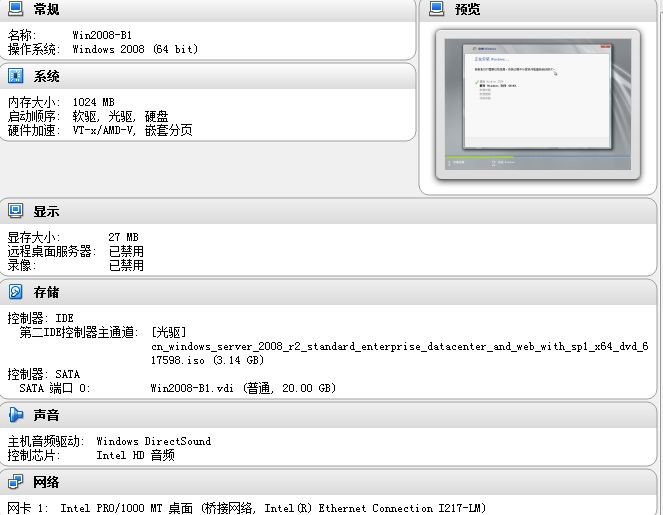 常规
名称: Win2008-B1
操作系统: Windows 2008 (64 bit)
系统
内存大小: 1024 MB
启动顺序: 软驱, 光驱, 硬盘
硬件加速: VT-x/AMD-V, 嵌套分页
预览
显示
显存大小: 27 MB
远程桌面服务器: 已禁用
录像: 已禁用
存储
控制器: IDE
第二IDE控制器主通道: [光驱]
cn_windows_server_2008_r2_standard_enterprise_datacenter_and_web_with_sp1_x64_dvd_6
17598.iso (3.14 GB)
控制器: SATA
SATA 端口 0: Win2008-B1.vdi (普通, 20.00 GB)
声音
主机音频驱动: Windows DirectSound
控制芯片: Intel HD 音频
网络
网卡 1: Intel PRO/1000 MT 桌面 (桥接网络, Intel(R) Ethernet Connection I217-LM)